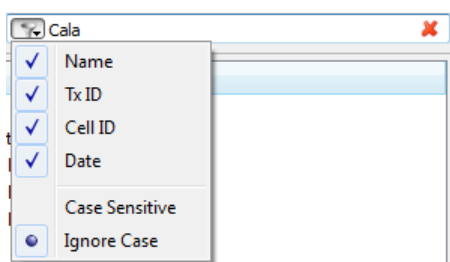 Cala
Name
Tx ID
Cell ID
Date
Case Sensitive
Ignore Case